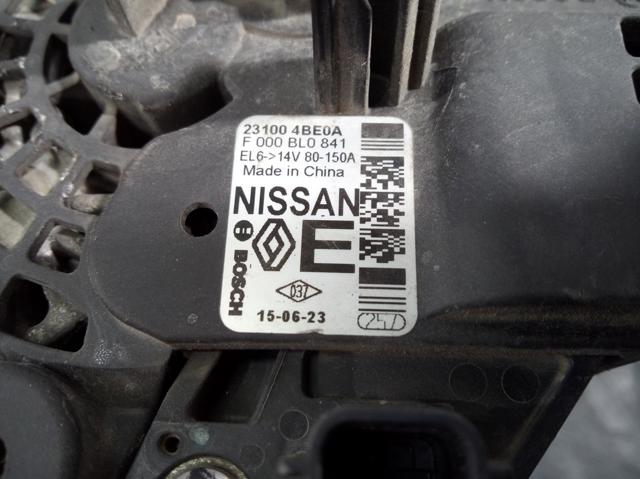 23100 4BE0A
F 000 BL0 841
EL6->14V 80-150A
Made in China
NISSAN
BOSCH
E
037
15-06-23
257